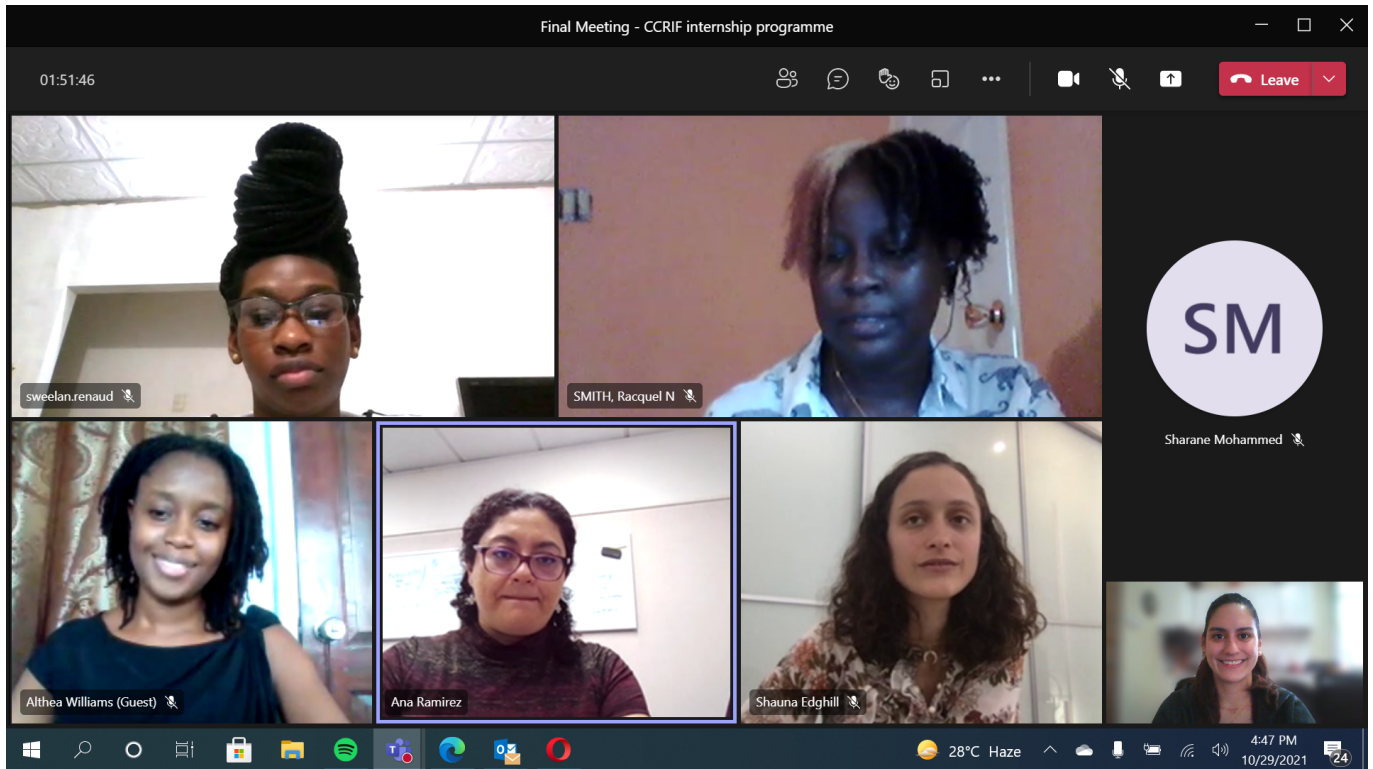 Final Meeting - CCRIF internship programme
01:51:46
Leave
sweelan.renaud
SMITH, Racquel N
SM
Sharane Mohammed
Althea Williams (Guest)
Ana Ramirez
Shauna Edghill
28°C Haze
4:47 PM
10/29/2021
24